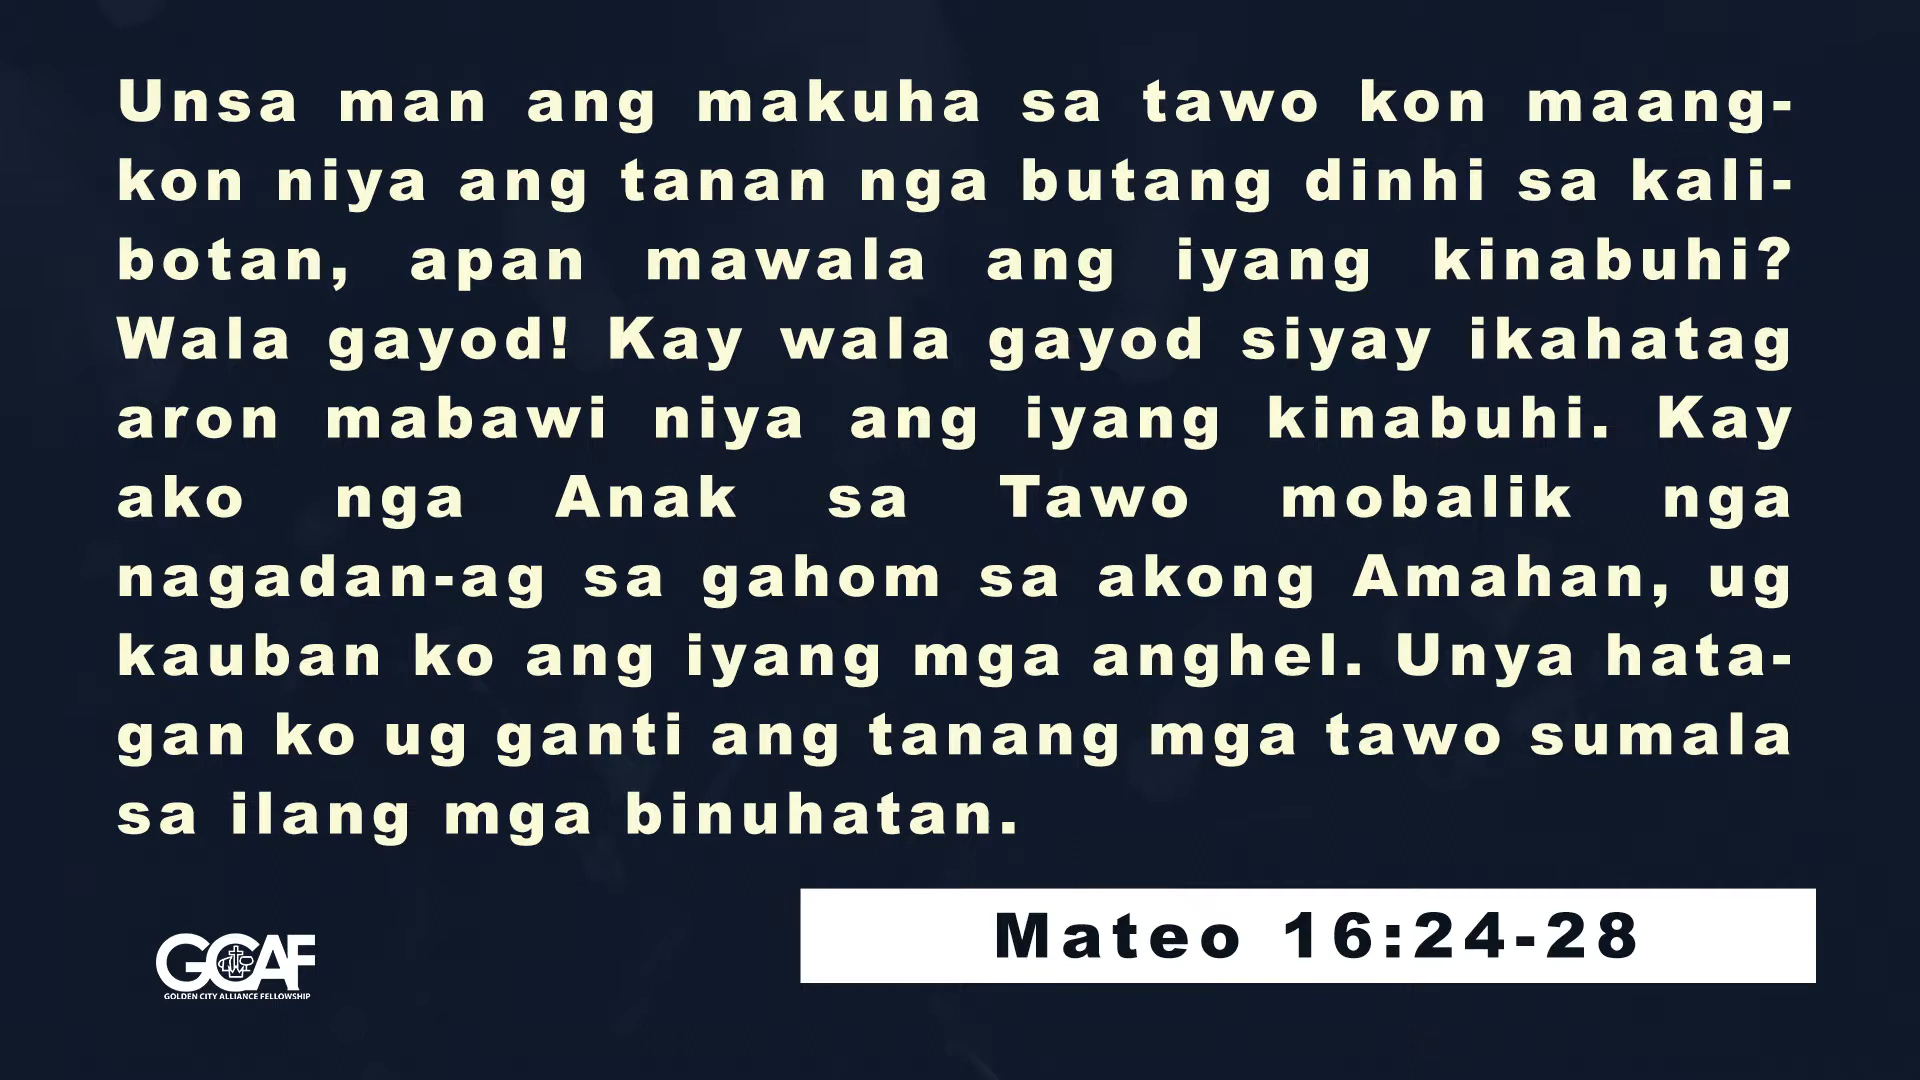 Unsa man ang makuha sa tawo kon maang-
kon niya ang tanan nga butang dinhi sa kali-
botan, apan mawala ang iyang kinabuhi?
Wala gayod! Kay wala gayod siyay ikahatag
aron mabawi niya ang iyang kinabuhi. Kay
ako nga Anak sa Tawo mobalik nga
nagadan-ag sa gahom sa akong Amahan, ug
kauban ko ang iyang mga anghel. Unya hata-
gan ko ug ganti ang tanang mga tawo sumala
sa ilang mga binuhatan.
Mateo 16:24-28
GCAF
GOLDEN CITY ALLIANCE FELLOWSHIP